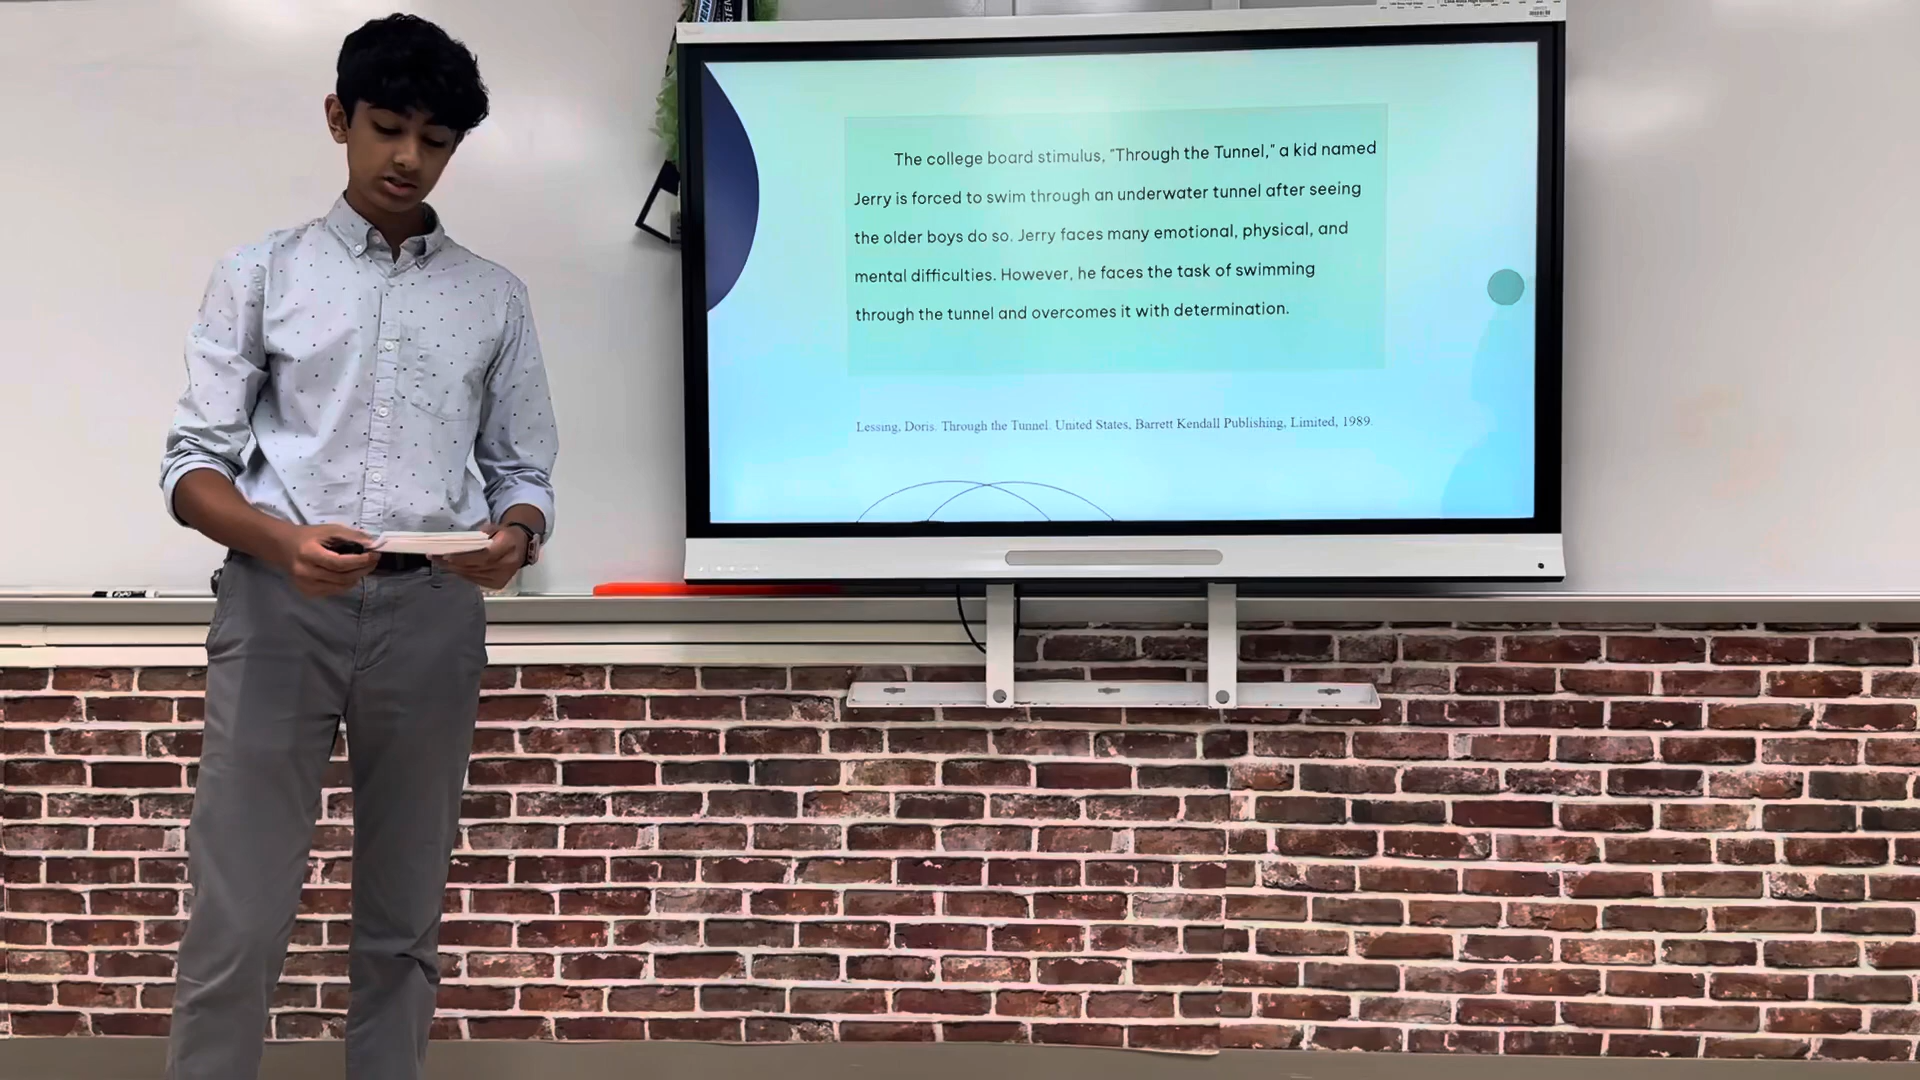 The college board stimulus, "Through the Tunnel," a kid named
Jerry is forced to swim through an underwater tunnel after seeing
the older boys do so. Jerry faces many emotional, physical, and
mental difficulties. However, he faces the task of swimming
through the tunnel and overcomes it with determination.
Lessing, Doris. Through the Tunnel. United States, Barrett Kendall Publishing, Limited, 1989.
EXPO